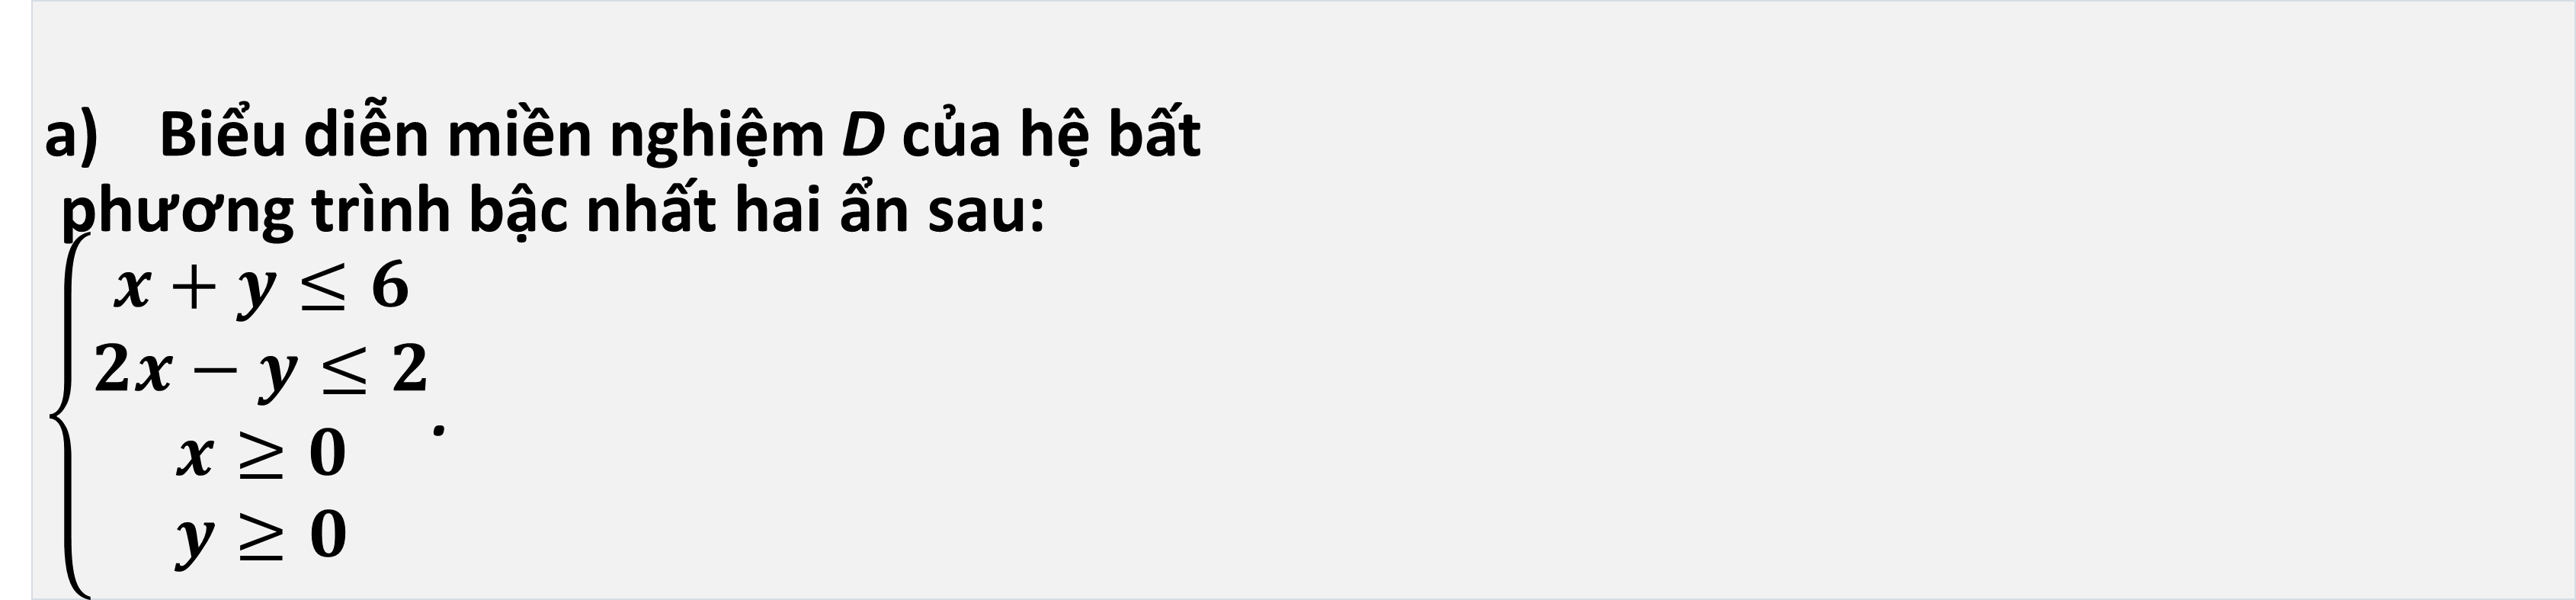 a) Biểu diễn miền nghiệm D của hệ bất
phương trình bậc nhất hai ẩn sau:
x + y ≤ 6
2x − y ≤ 2
x ≥ 0
y ≥ 0
.